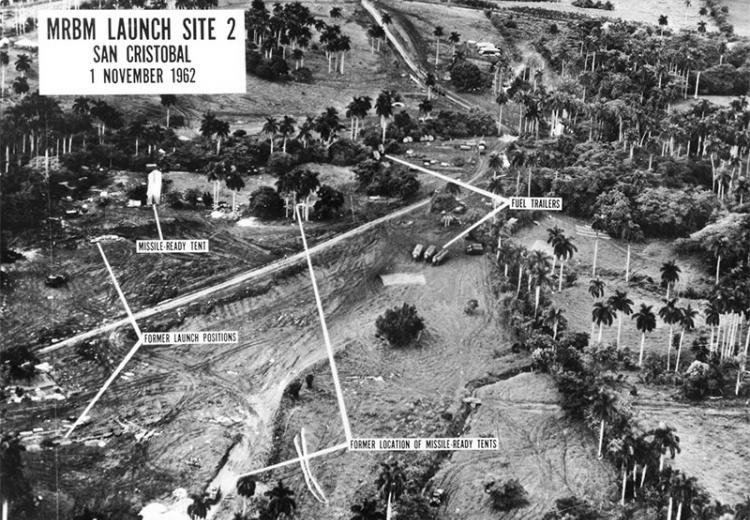 MRBM LAUNCH SITE 2
SAN CRISTOBAL
1 NOVEMBER 1962
FUEL TRAILERS
MISSILE-READY TENT
FORMER LAUNCH POSITIONS
FORMER LOCATION OF MISSILE-READY TENTS